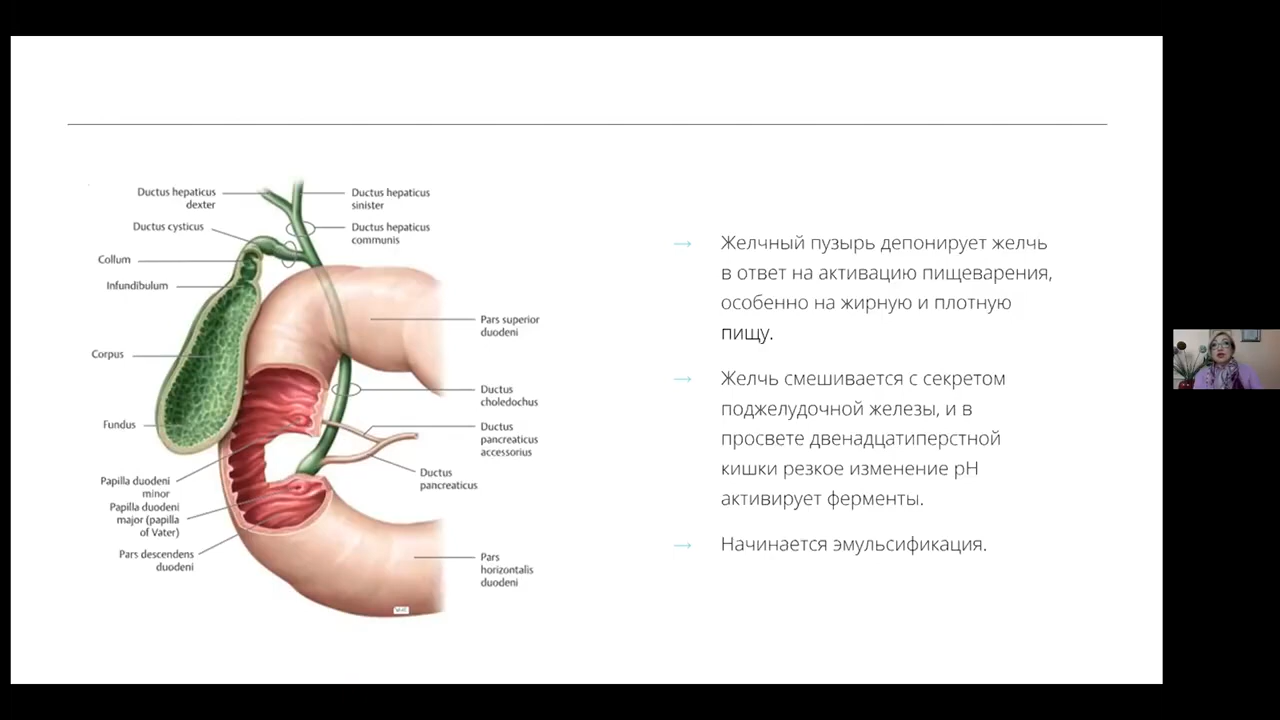 Ductus hepaticus
dexter
Ductus hepaticus
sinister
Ductus cysticus
Ductus hepaticus
communis
Collum
Infundibulum
Pars superior
duodeni
Corpus
Ductus
choledochus
Fundus
Ductus
pancreaticus
accessorius
Ductus
pancreaticus
Papilla duodeni
minor
Papilla duodeni
major (papilla
of Vater)
Pars descendens
duodeni
Pars
horizontalis
duodeni
Желчный пузырь депонирует желчь
в ответ на активацию пищеварения,
особенно на жирную и плотную
пищу.
Желчь смешивается с секретом
поджелудочной железы, и в
просвете двенадцатиперстной
кишки резкое изменение pH
активирует ферменты.
Начинается эмульсификация.